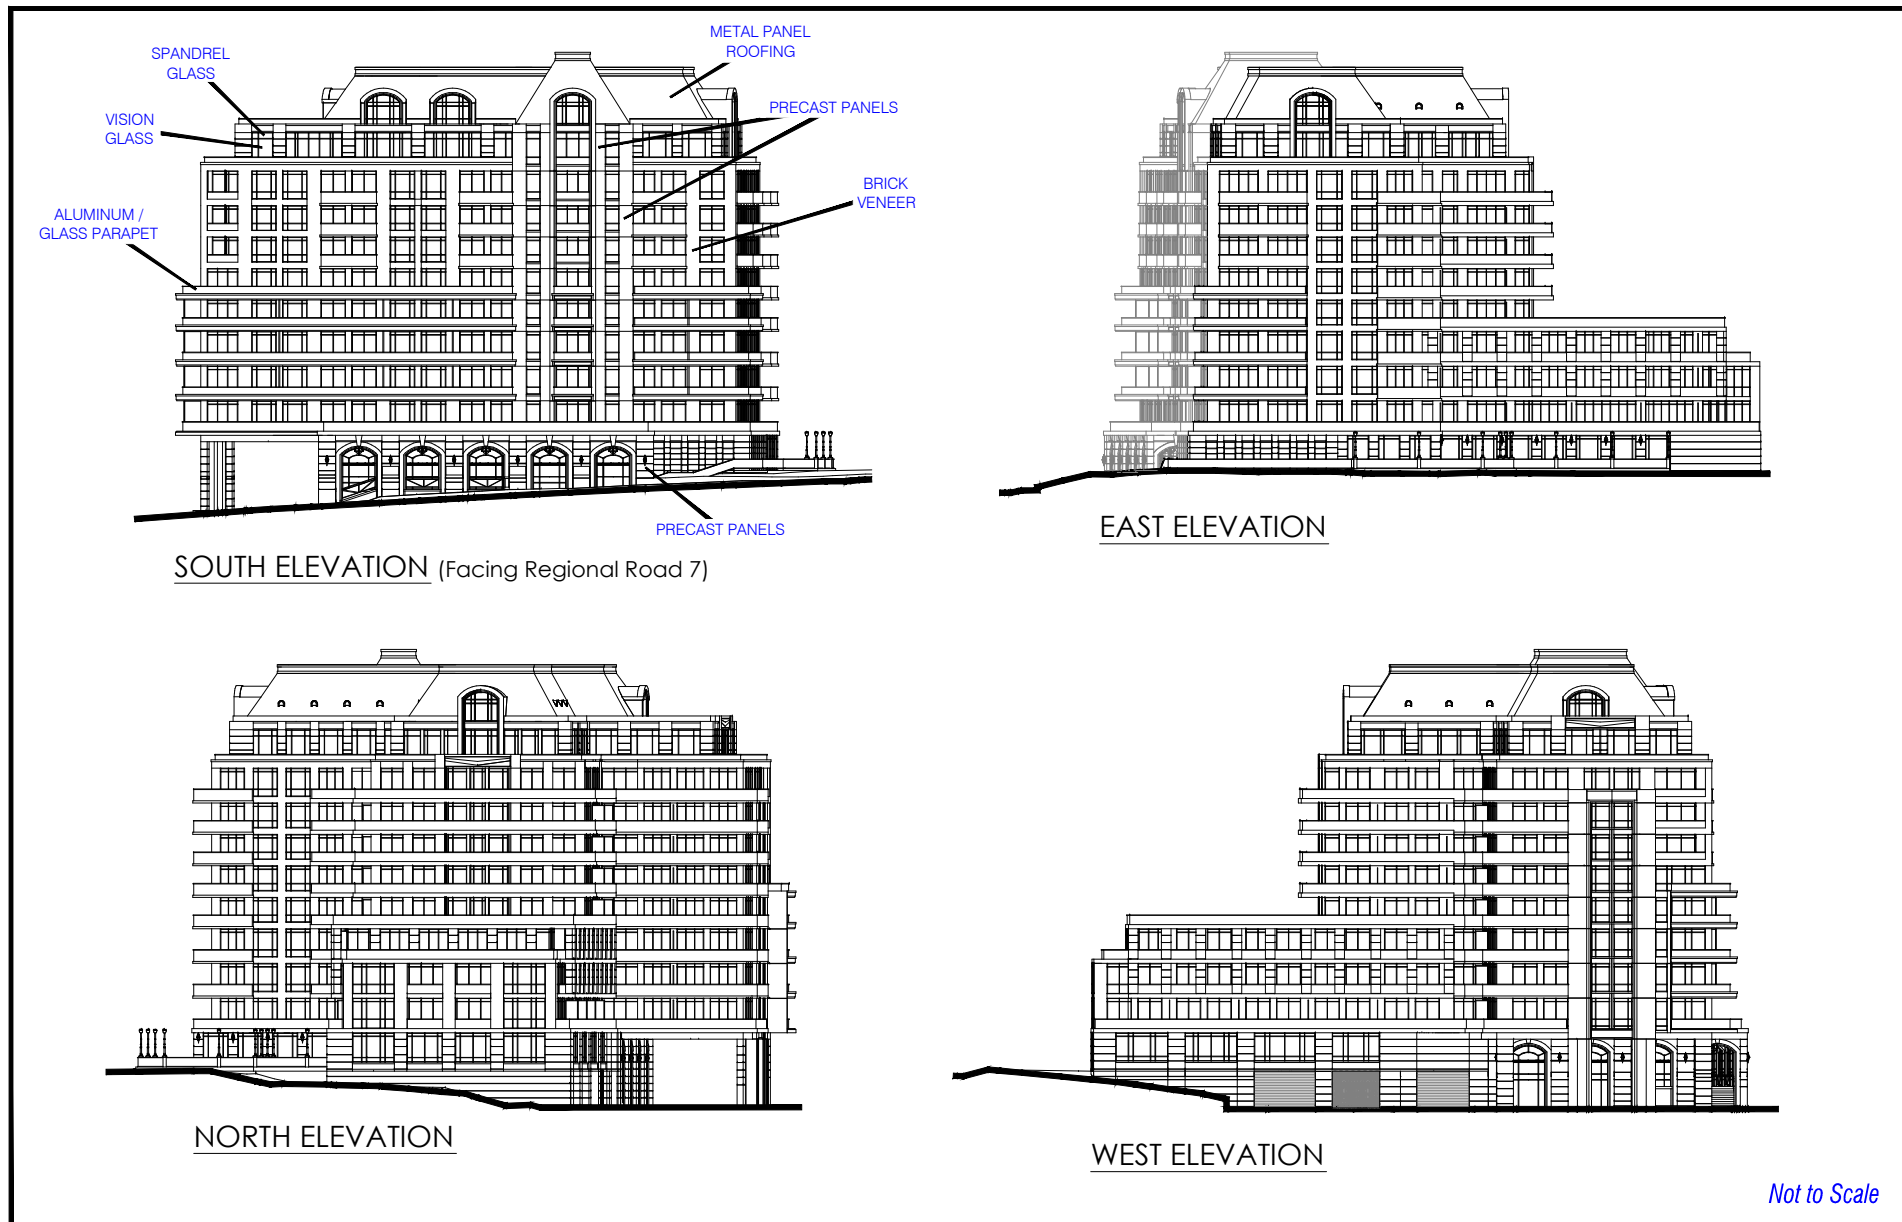 SPANDREL
GLASS
METAL PANEL
ROOFING
VISION
GLASS
PRECAST PANELS
BRICK
VENEER
ALUMINUM /
GLASS PARAPET
PRECAST PANELS
SOUTH ELEVATION (Facing Regional Road 7)
EAST ELEVATION
NORTH ELEVATION
WEST ELEVATION
Not to Scale